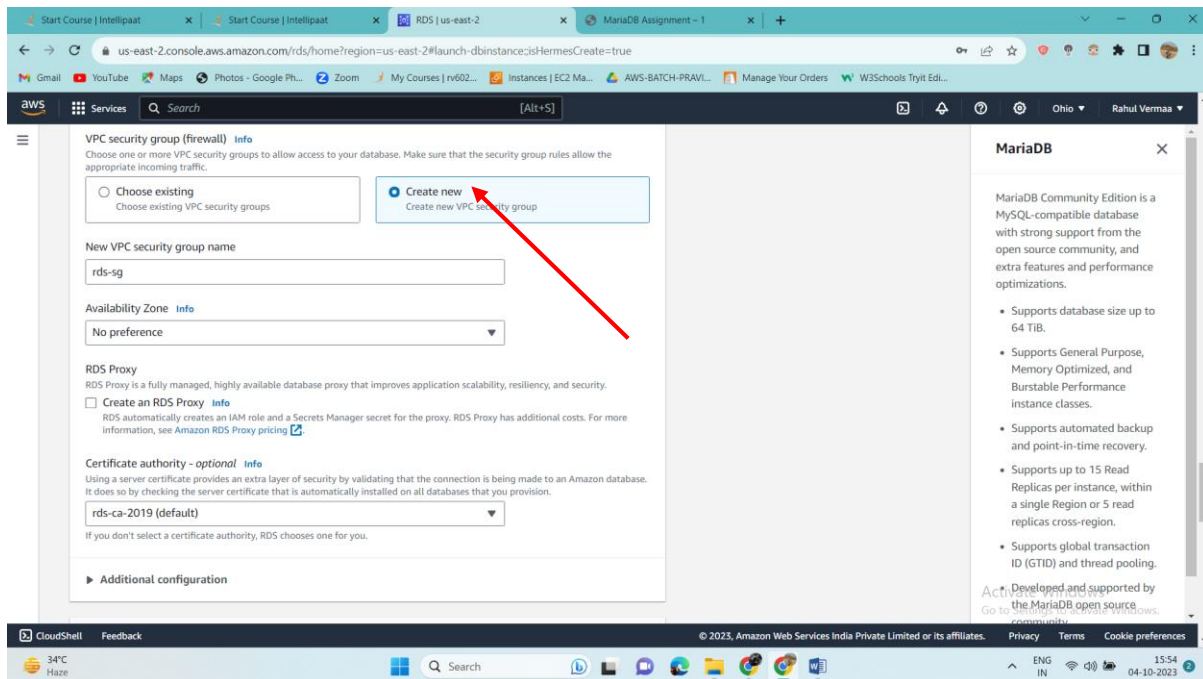 Start Course | Intellipaat
Start Course | Intellipaat
RDS | us-east-2
MariaDB Assignment – 1
us-east-2.console.aws.amazon.com/rds/home?region=us-east-2#launch-dbinstance:;isHermesCreate=true
Gmail
YouTube
Maps
Photos - Google Ph...
Zoom
My Courses | rv602...
Instances | EC2 Ma...
AWS-BATCH-PRAVI...
Manage Your Orders
W3Schools Tryit Edi...
aws
Services
Search
[Alt+S]
Ohio
Rahul Vermaa
VPC security group (firewall) Info
Choose one or more VPC security groups to allow access to your database. Make sure that the security group rules allow the
appropriate incoming traffic.
Choose existing
Choose existing VPC security groups
Create new
Create new VPC security group
New VPC security group name
rds-sg
Availability Zone Info
No preference
RDS Proxy
RDS Proxy is a fully managed, highly available database proxy that improves application scalability, resiliency, and security.
Create an RDS Proxy Info
RDS automatically creates an IAM role and a Secrets Manager secret for the proxy. RDS Proxy has additional costs. For more
information, see Amazon RDS Proxy pricing.
Certificate authority - optional Info
Using a server certificate provides an extra layer of security by validating that the connection is being made to an Amazon database.
It does so by checking the server certificate that is automatically installed on all databases that you provision.
rds-ca-2019 (default)
If you don't select a certificate authority, RDS chooses one for you.
Additional configuration
MariaDB
MariaDB Community Edition is a
MySQL-compatible database
with strong support from the
open source community, and
extra features and performance
optimizations.
• Supports database size up to
64 TiB.
• Supports General Purpose,
Memory Optimized, and
Burstable Performance
instance classes.
• Supports automated backup
and point-in-time recovery.
• Supports up to 15 Read
Replicas per instance, within
a single Region or 5 read
replicas cross-region.
• Supports global transaction
ID (GTID) and thread pooling.
• Developed and supported by
the MariaDB open source
community
Activate Windows
Go to Settings to activate Windows.
CloudShell
Feedback
© 2023, Amazon Web Services India Private Limited or its affiliates.
Privacy
Terms
Cookie preferences
34°C
Haze
Search
ENG
IN
15:54
04-10-2023
2